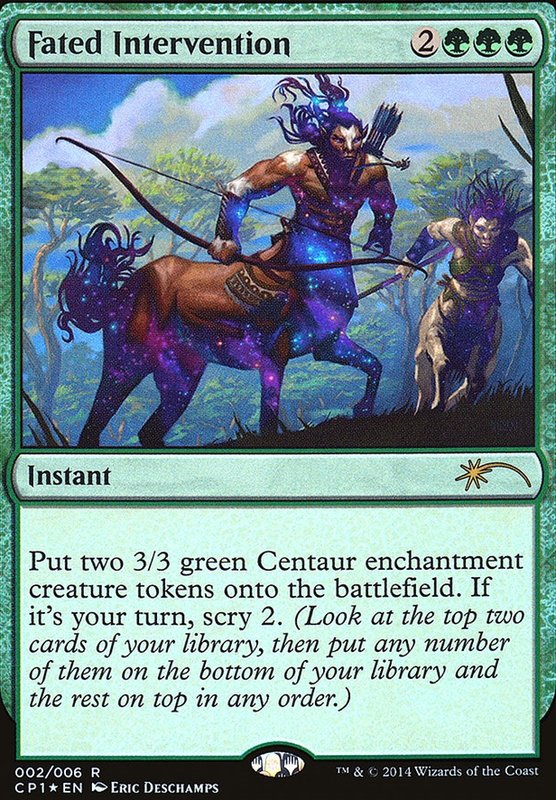 Fated Intervention 2
Instant
Put two 3/3 green Centaur enchantment
creature tokens onto the battlefield. If
it's your turn, scry 2. (Look at the top two
cards of your library, then put any number
of them on the bottom of your library and
the rest on top in any order.)
002/006 R
CP1★EN Eric Deschamps
™ & © 2014 Wizards of the Coast